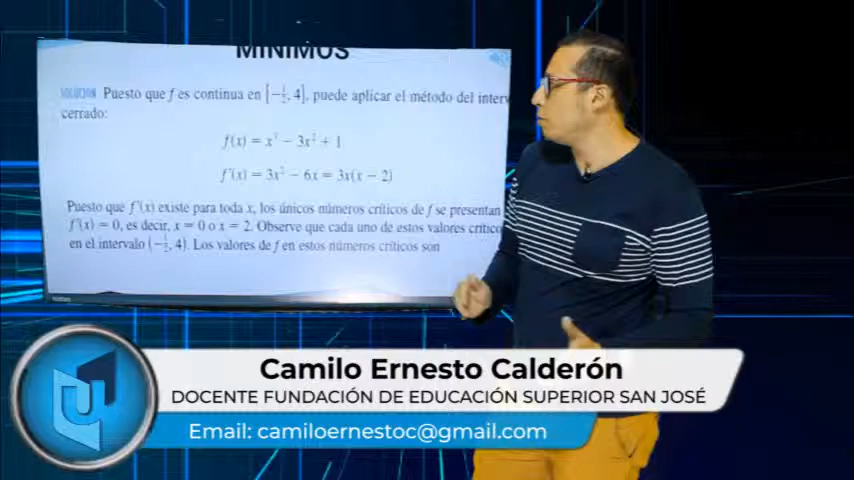 MÍNIMOS
SOLUCIÓN Puesto que f es continua en [−1/2, 4], puede aplicar el método del interv
cerrado:
f(x) = x³ − 3x² + 1
f′(x) = 3x² − 6x = 3x(x − 2)
Puesto que f′(x) existe para toda x, los únicos números críticos de f se presentan
f′(x) = 0, es decir, x = 0 o x = 2. Observe que cada uno de estos valores crítico
en el intervalo (−1/2, 4). Los valores de f en estos números críticos son
Camilo Ernesto Calderón
DOCENTE FUNDACIÓN DE EDUCACIÓN SUPERIOR SAN JOSÉ
Email: camiloernestoc@gmail.com